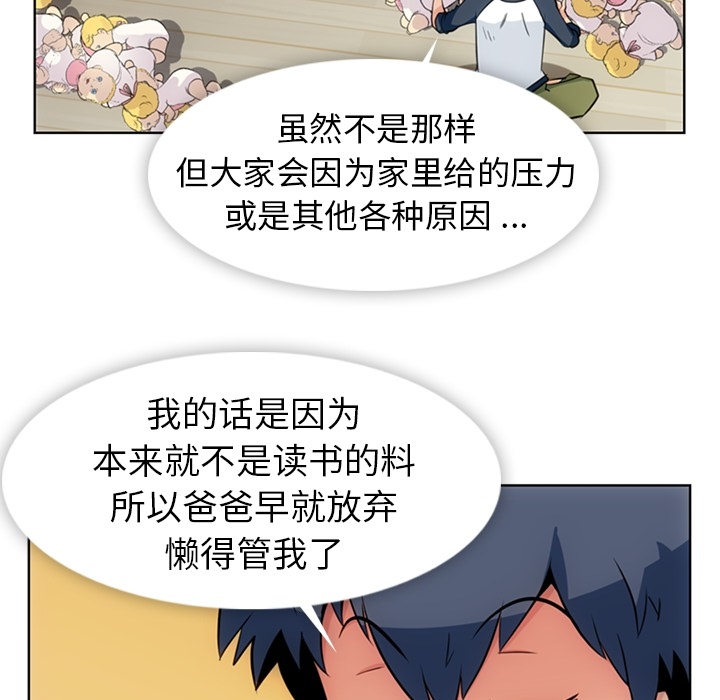 虽然不是那样
但大家会因为家里给的压力
或是其他各种原因...
我的话是因为
本来就不是读书的料
所以爸爸早就放弃
懒得管我了